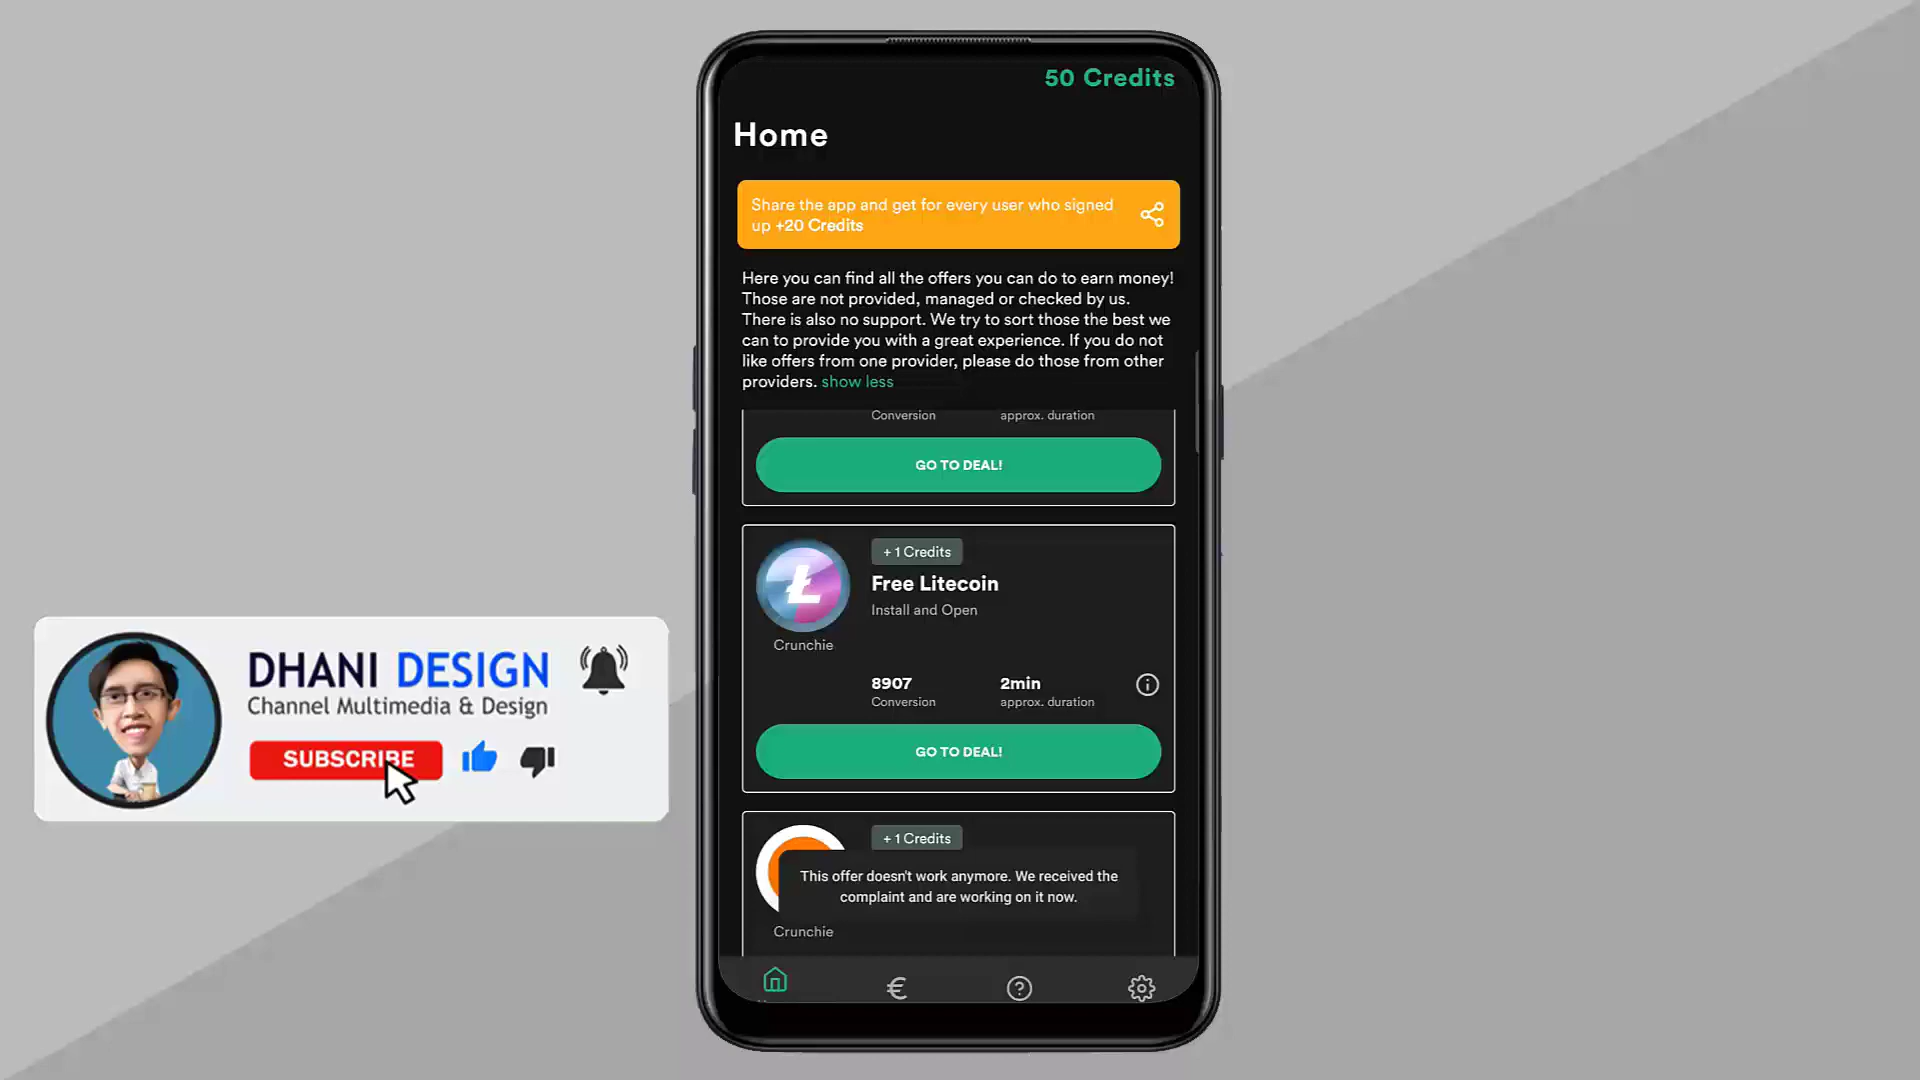 50 Credits
Home
Share the app and get for every user who signed
up +20 Credits
Here you can find all the offers you can do to earn money!
Those are not provided, managed or checked by us.
There is also no support. We try to sort those the best we
can to provide you with a great experience. If you do not
like offers from one provider, please do those from other
providers. show less
Conversion
approx. duration
GO TO DEAL!
+ 1 Credits
Free Litecoin
Install and Open
Crunchie
8907
Conversion
2min
approx. duration
GO TO DEAL!
+ 1 Credits
This offer doesn't work anymore. We received the
complaint and are working on it now.
Crunchie
DHANI DESIGN
Channel Multimedia & Design
SUBSCRIBE